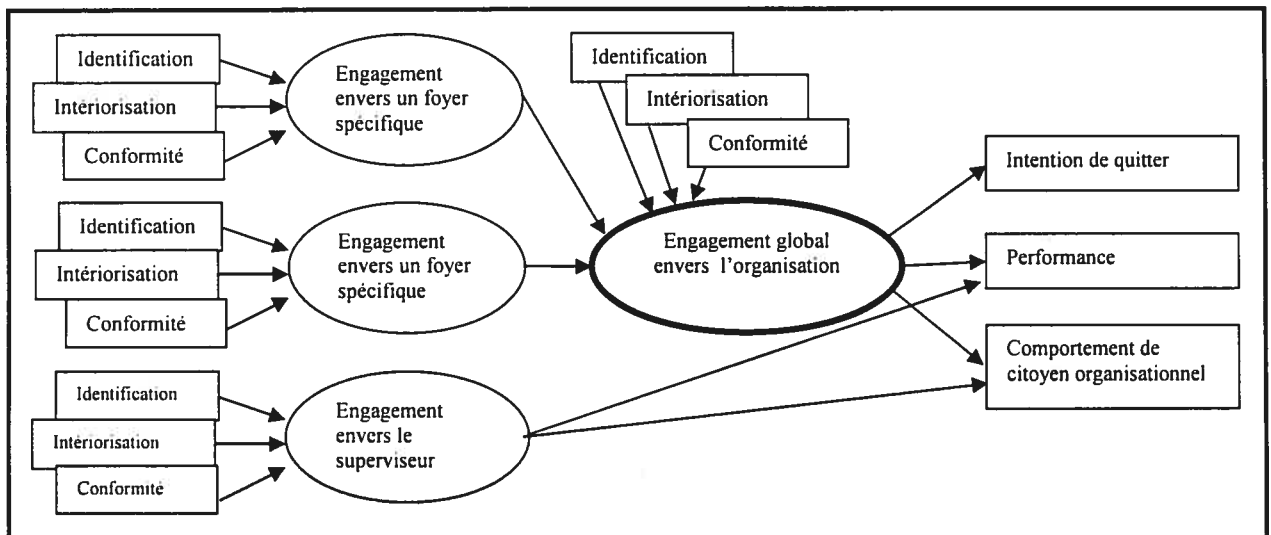 Identification
Intériorisation
Conformité
Engagement
envers un foyer
spécifique
Identification
Intériorisation
Conformité
Identification
Intériorisation
Conformité
Engagement
envers un foyer
spécifique
Engagement global
envers l'organisation
Intention de quitter
Performance
Comportement de
citoyen organisationnel
Identification
Intériorisation
Conformité
Engagement
envers le
superviseur